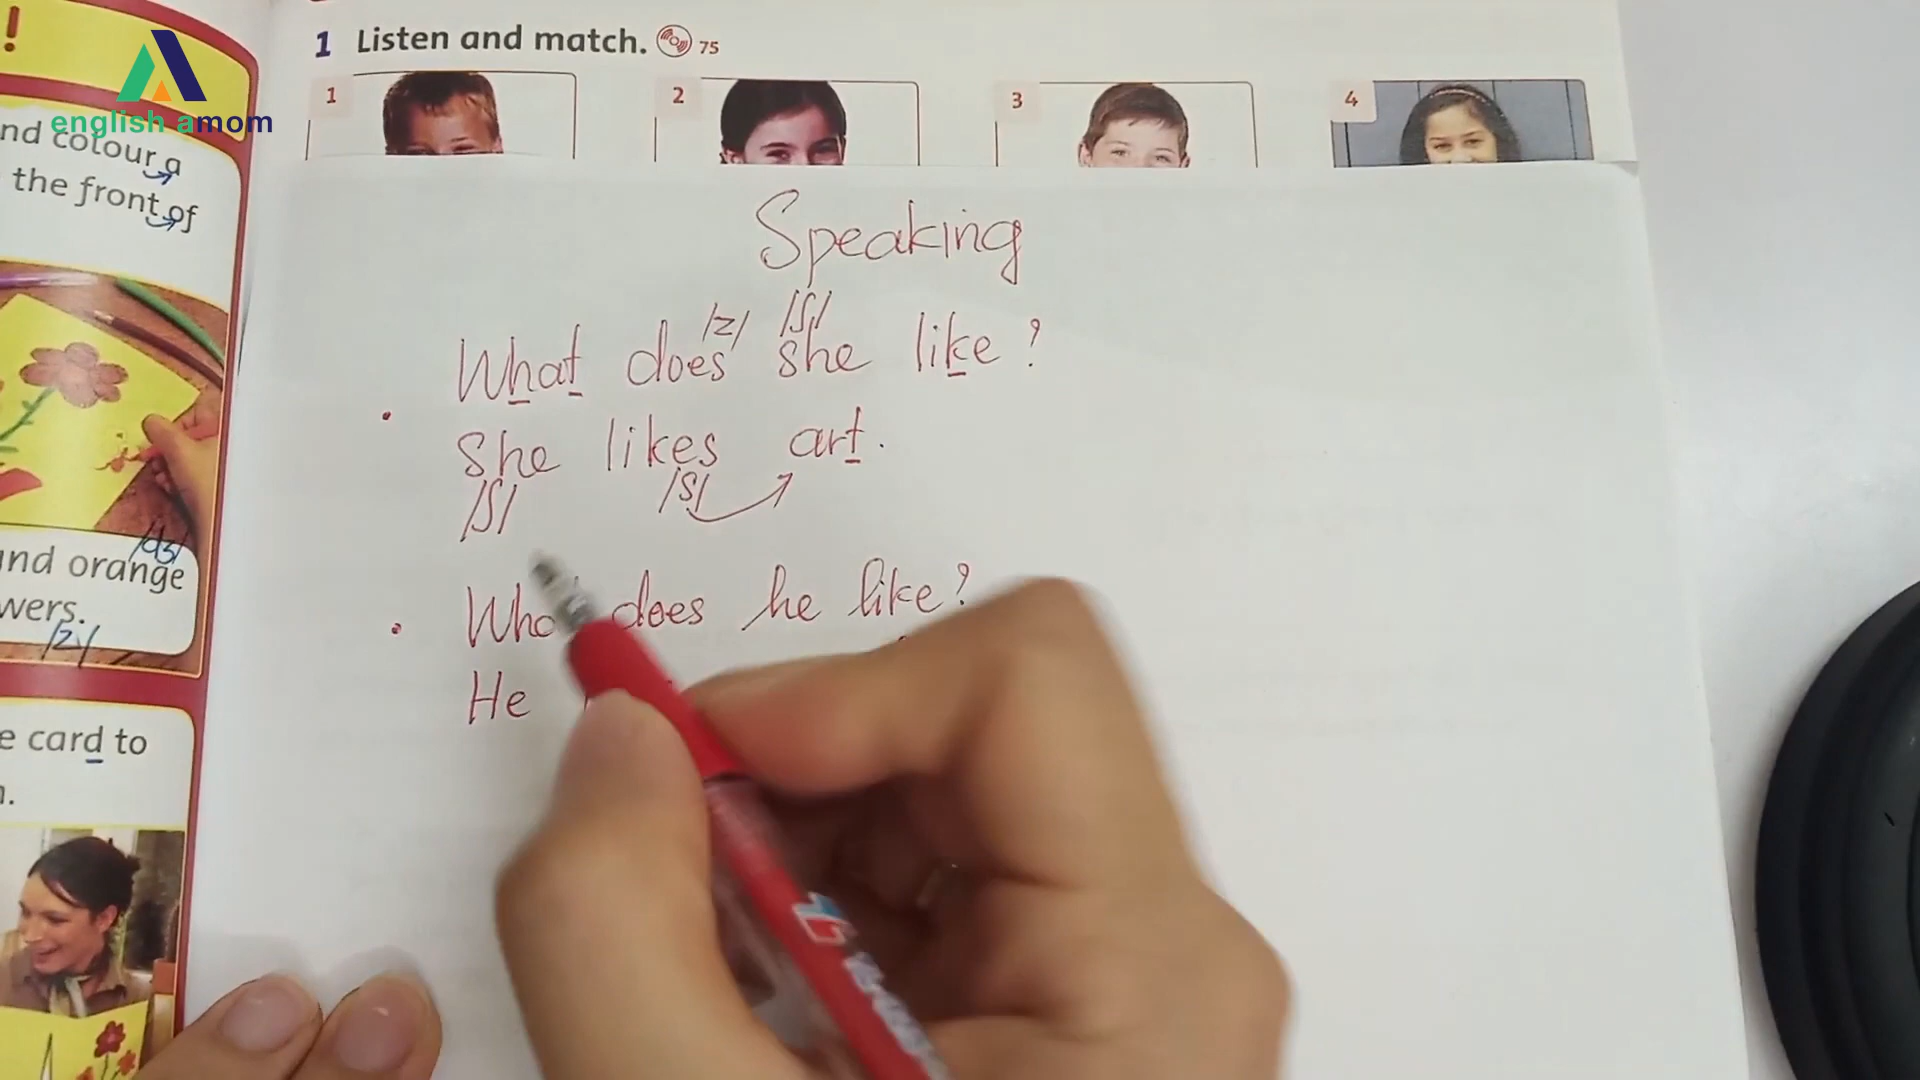 !
english amom
nd colour a
the front of
/dʒ/
nd orange
wers.
/z/
e card to
.
1 Listen and match. 75
1
2
3
4
Speaking
/z/ /ʃ/
What does she like?
She likes art.
/ʃ/ /s/
does he like?
He